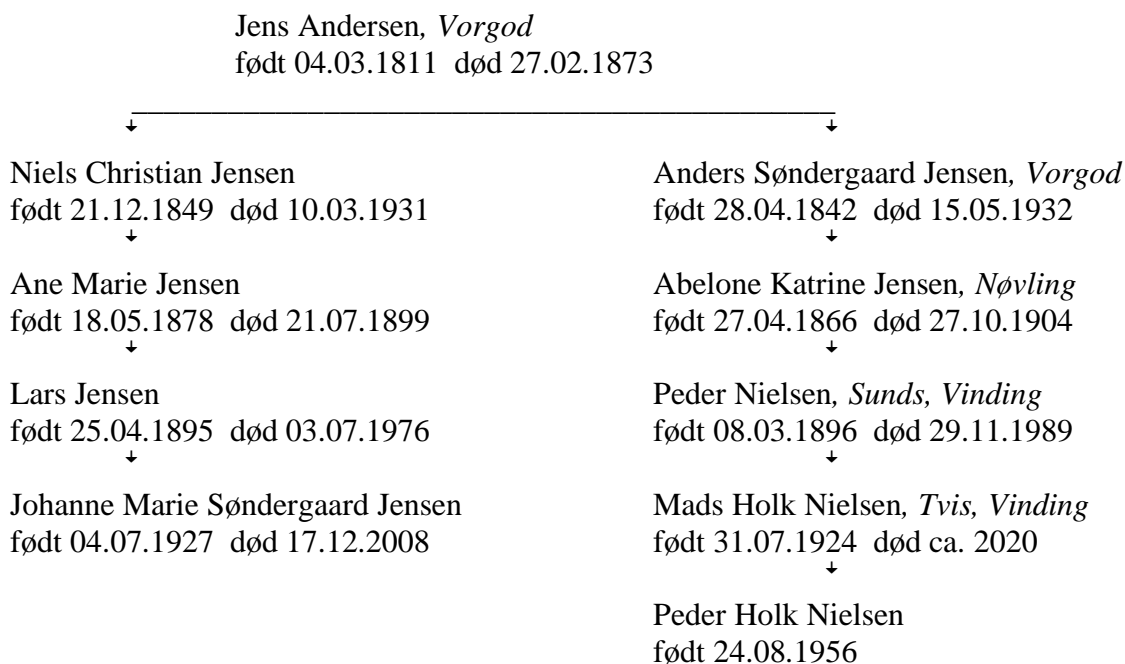 Jens Andersen, Vorgod
født 04.03.1811  død 27.02.1873
Niels Christian Jensen
født 21.12.1849  død 10.03.1931
Ane Marie Jensen
født 18.05.1878  død 21.07.1899
Lars Jensen
født 25.04.1895  død 03.07.1976
Johanne Marie Søndergaard Jensen
født 04.07.1927  død 17.12.2008
Anders Søndergaard Jensen, Vorgod
født 28.04.1842  død 15.05.1932
Abelone Katrine Jensen, Nøvling
født 27.04.1866  død 27.10.1904
Peder Nielsen, Sunds, Vinding
født 08.03.1896  død 29.11.1989
Mads Holk Nielsen, Tvis, Vinding
født 31.07.1924  død ca. 2020
Peder Holk Nielsen
født 24.08.1956